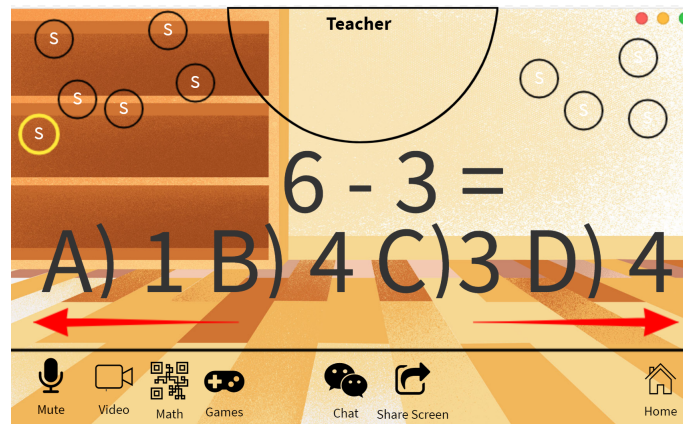 Teacher
S
S
S
S
S
S
S
S
S
S
6 - 3 =
A) 1 B) 4 C)3 D) 4
Mute
Video
Math
Games
Chat
Share Screen
Home